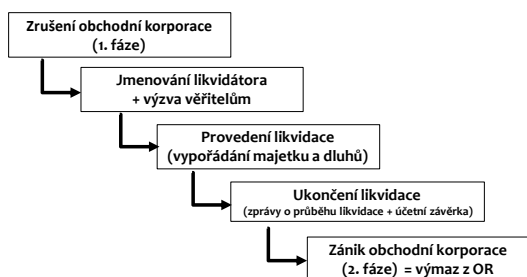 Zrušení obchodní korporace
(1. fáze)
Jmenování likvidátora
+ výzva věřitelům
Provedení likvidace
(vypořádání majetku a dluhů)
Ukončení likvidace
(zprávy o průběhu likvidace + účetní závěrka)
Zánik obchodní korporace
(2. fáze) = výmaz z OR